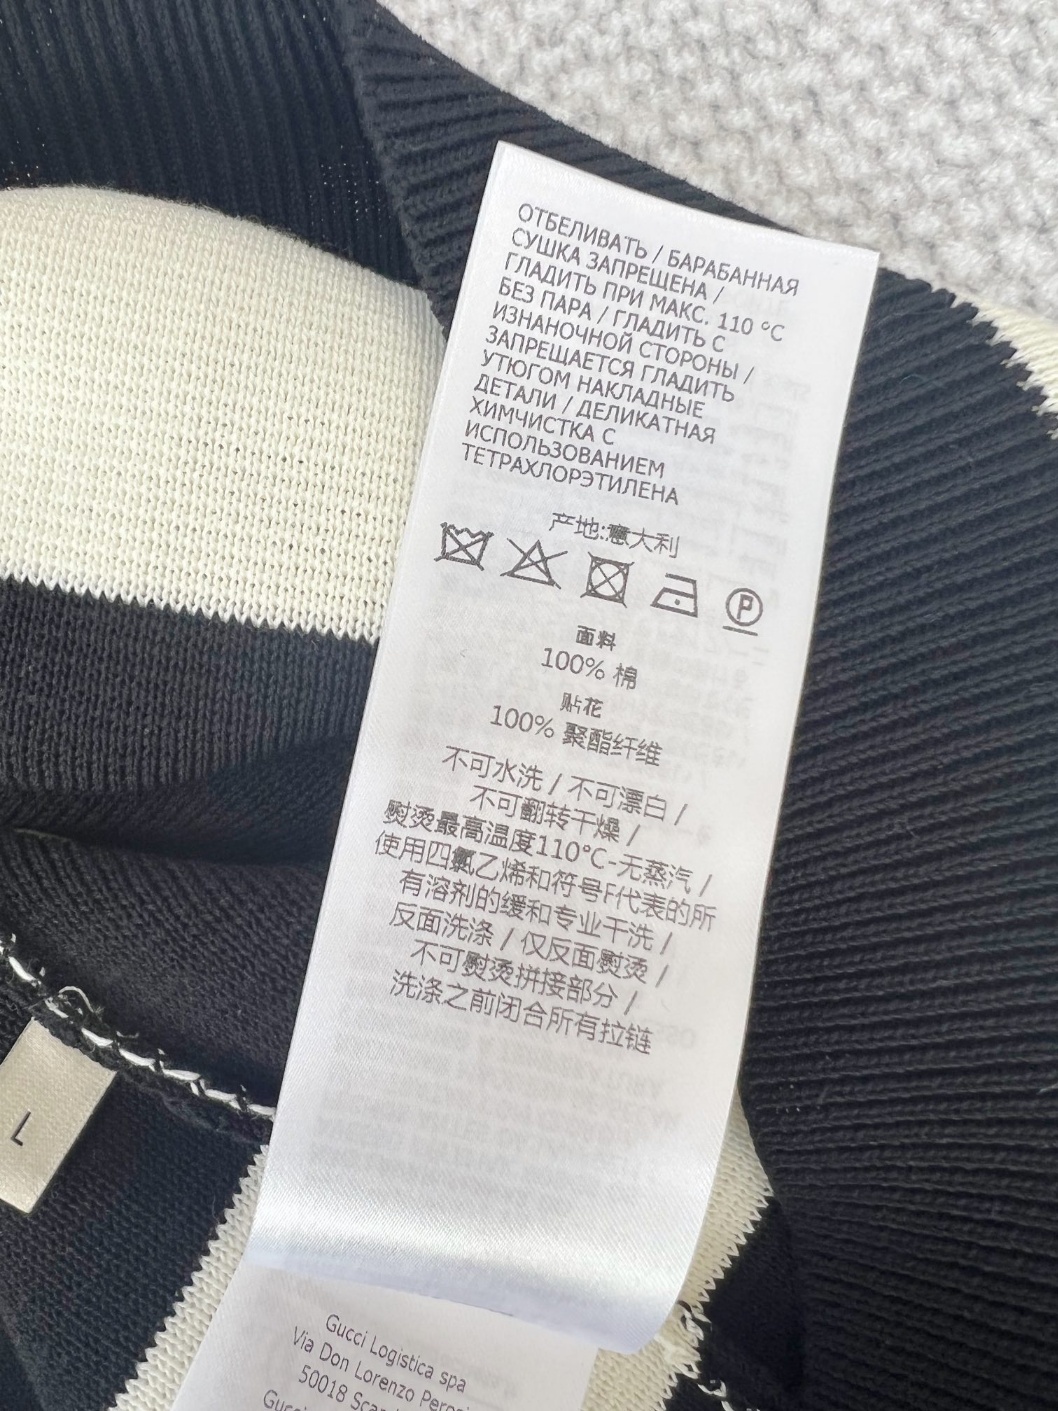 ОТБЕЛИВАТЬ / БАРАБАННАЯ
СУШКА ЗАПРЕЩЕНА /
ГЛАДИТЬ ПРИ МАКС. 110 °C
БЕЗ ПАРА / ГЛАДИТЬ С
ИЗНАНОЧНОЙ СТОРОНЫ /
ЗАПРЕЩАЕТСЯ ГЛАДИТЬ
УТЮГОМ НАКЛАДНЫЕ
ДЕТАЛИ / ДЕЛИКАТНАЯ
ХИМЧИСТКА С
ИСПОЛЬЗОВАНИЕМ
ТЕТРАХЛОРЭТИЛЕНА
产地:意大利
P
面料
100% 棉
贴花
100% 聚酯纤维
不可水洗 / 不可漂白 /
不可翻转干燥 /
熨烫最高温度110°C-无蒸汽 /
使用四氯乙烯和符号F代表的所
有溶剂的缓和专业干洗 /
反面洗涤 / 仅反面熨烫 /
不可熨烫拼接部分 /
洗涤之前闭合所有拉链
L
Gucci Logistica spa
Via Don Lorenzo
50018